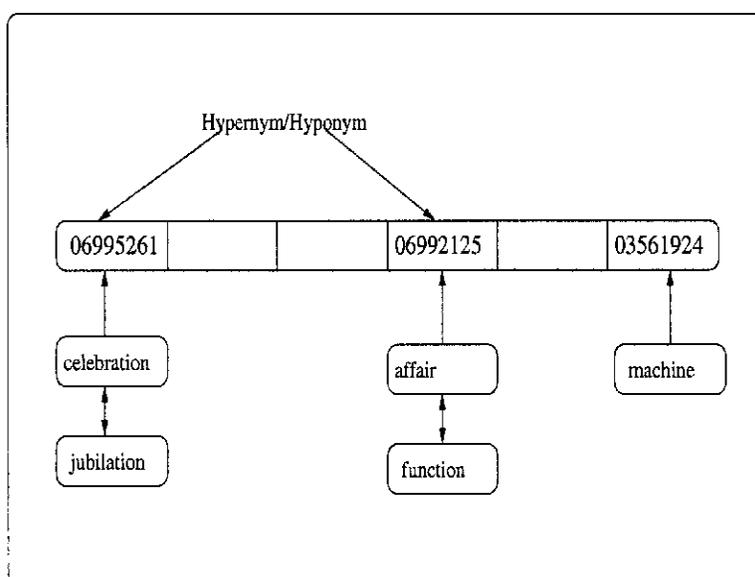 Hypernym/Hyponym
06995261 06992125 03561924
celebration affair machine
jubilation function